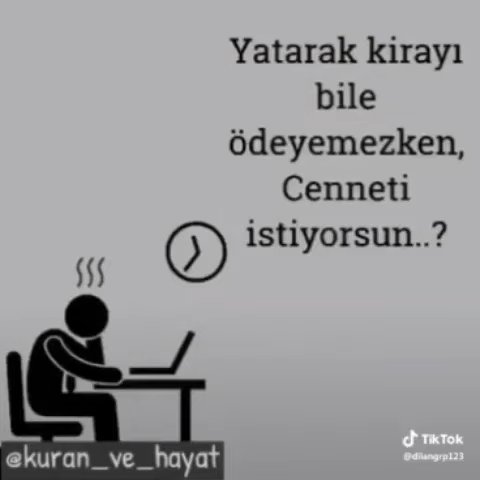 Yatarak kirayı
bile
ödeyemezken,
Cenneti
istiyorsun..?
@kuran_ve_hayat
TikTok
@diiangrp123